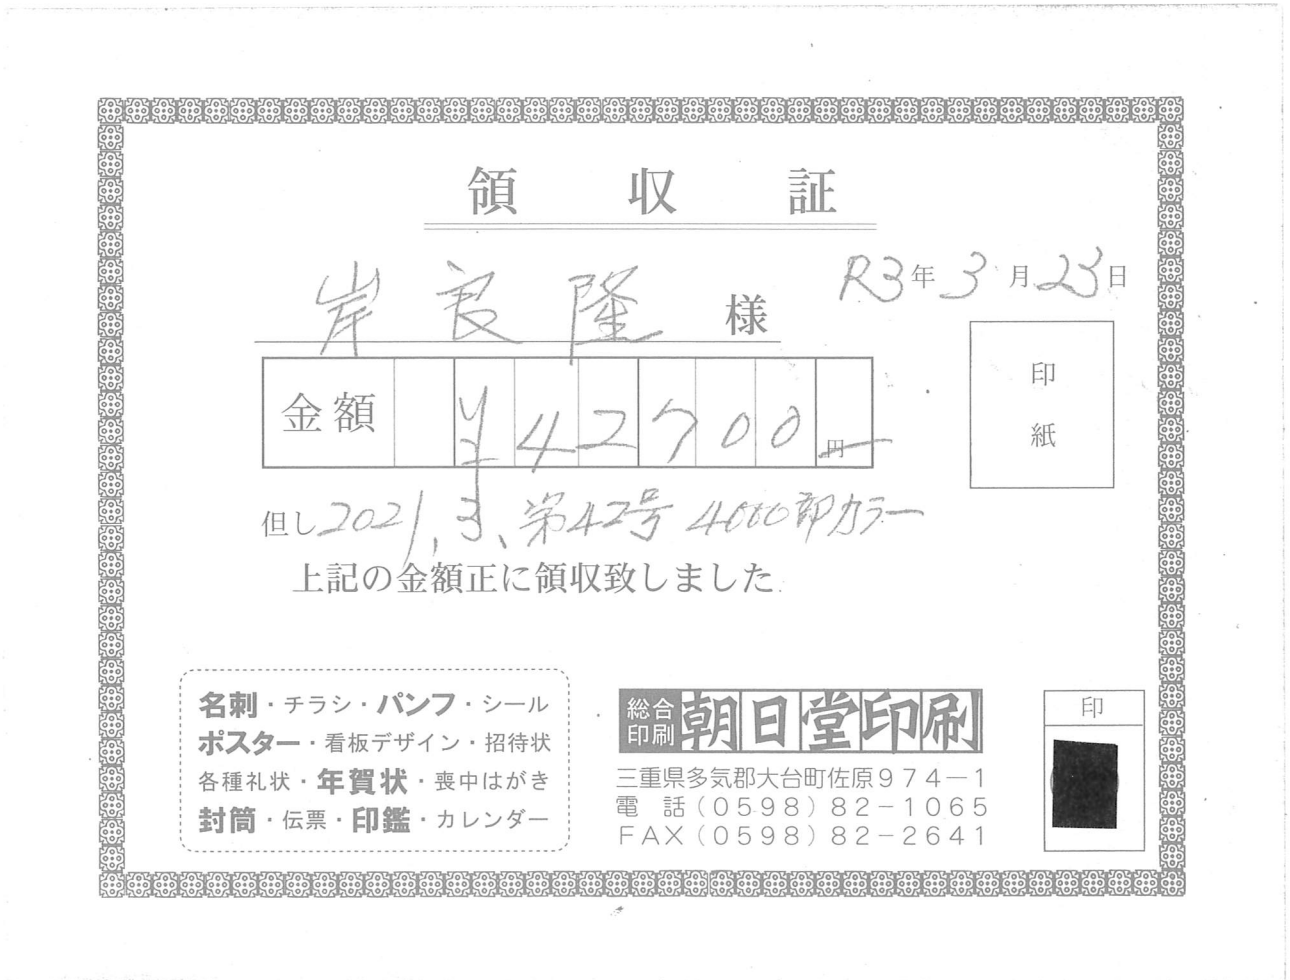 領収証
R3年3月23日
岸良隆様
印紙
金額 ¥42700円
但し2021.3、第42号 4000部カラー
上記の金額正に領収致しました
名刺・チラシ・パンフ・シール
ポスター・看板デザイン・招待状
各種礼状・年賀状・喪中はがき
封筒・伝票・印鑑・カレンダー
総合印刷 朝日堂印刷
三重県多気郡大台町佐原974-1
電話(0598)82-1065
FAX(0598)82-2641
印